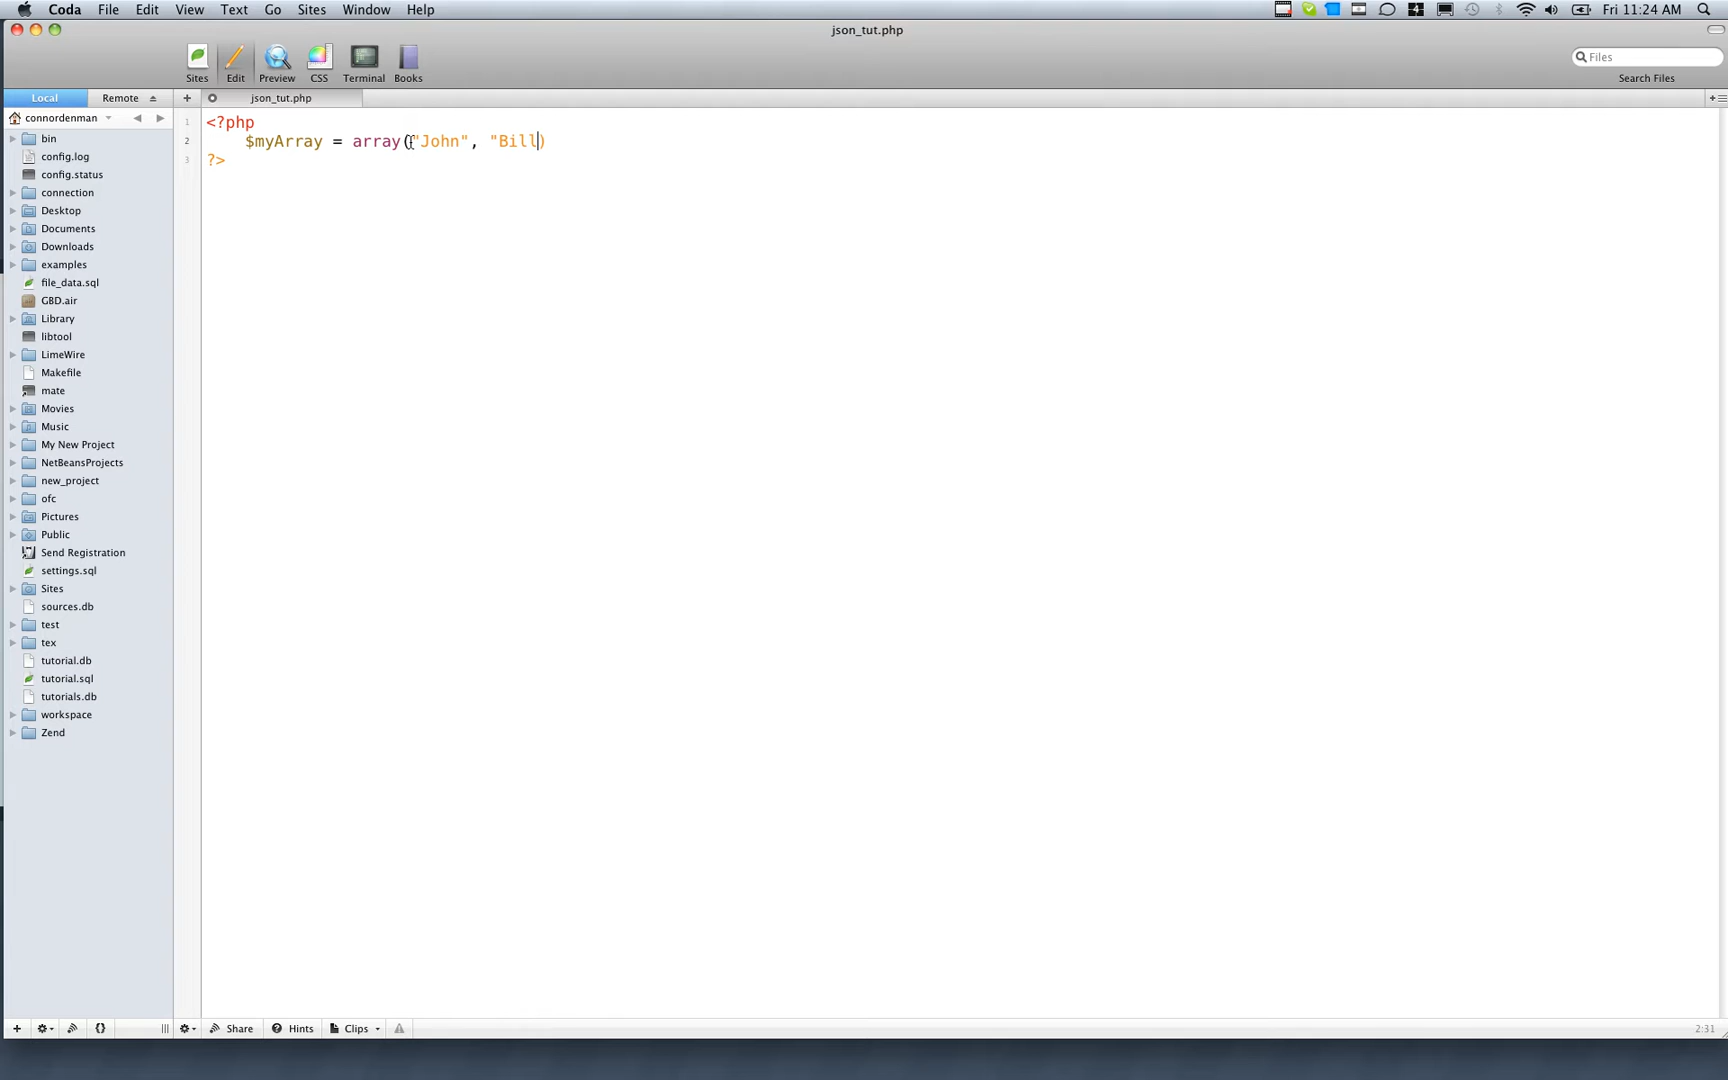 Coda File Edit View Text Go Sites Window Help 4 Fri 11:24 AM
json_tut.php
Sites Edit Preview CSS Terminal Books Files
Search Files
Local Remote + json_tut.php
connordenman
bin
config.log
config.status
connection
Desktop
Documents
Downloads
examples
file_data.sql
GBD.air
Library
libtool
LimeWire
Makefile
mate
Movies
Music
My New Project
NetBeansProjects
new_project
ofc
Pictures
Public
Send Registration
settings.sql
Sites
sources.db
test
tex
tutorial.db
tutorial.sql
tutorials.db
workspace
Zend
1 <?php
2 $myArray = array("John", "Bill)
3 ?>
+ {} Share ? Hints Clips 2:31